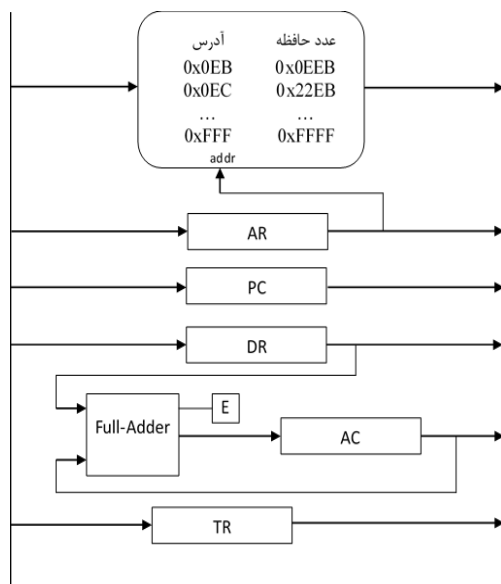 آدرس عدد حافظه
0x0EB 0x0EEB
0x0EC 0x22EB
... ...
0xFFF 0xFFFF
addr
AR
PC
DR
E
Full-Adder
AC
TR